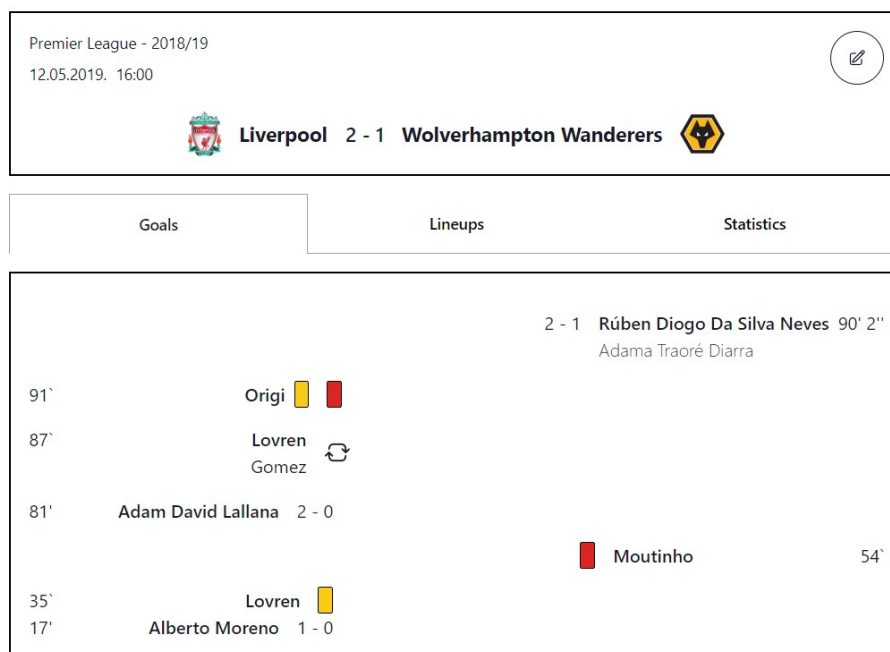 Premier League - 2018/19
12.05.2019. 16:00
Liverpool 2 - 1 Wolverhampton Wanderers
Goals Lineups Statistics
2 - 1 Rúben Diogo Da Silva Neves 90' 2''
Adama Traoré Diarra
91` Origi
87` Lovren
Gomez
81' Adam David Lallana 2 - 0
Moutinho 54`
35` Lovren
17' Alberto Moreno 1 - 0